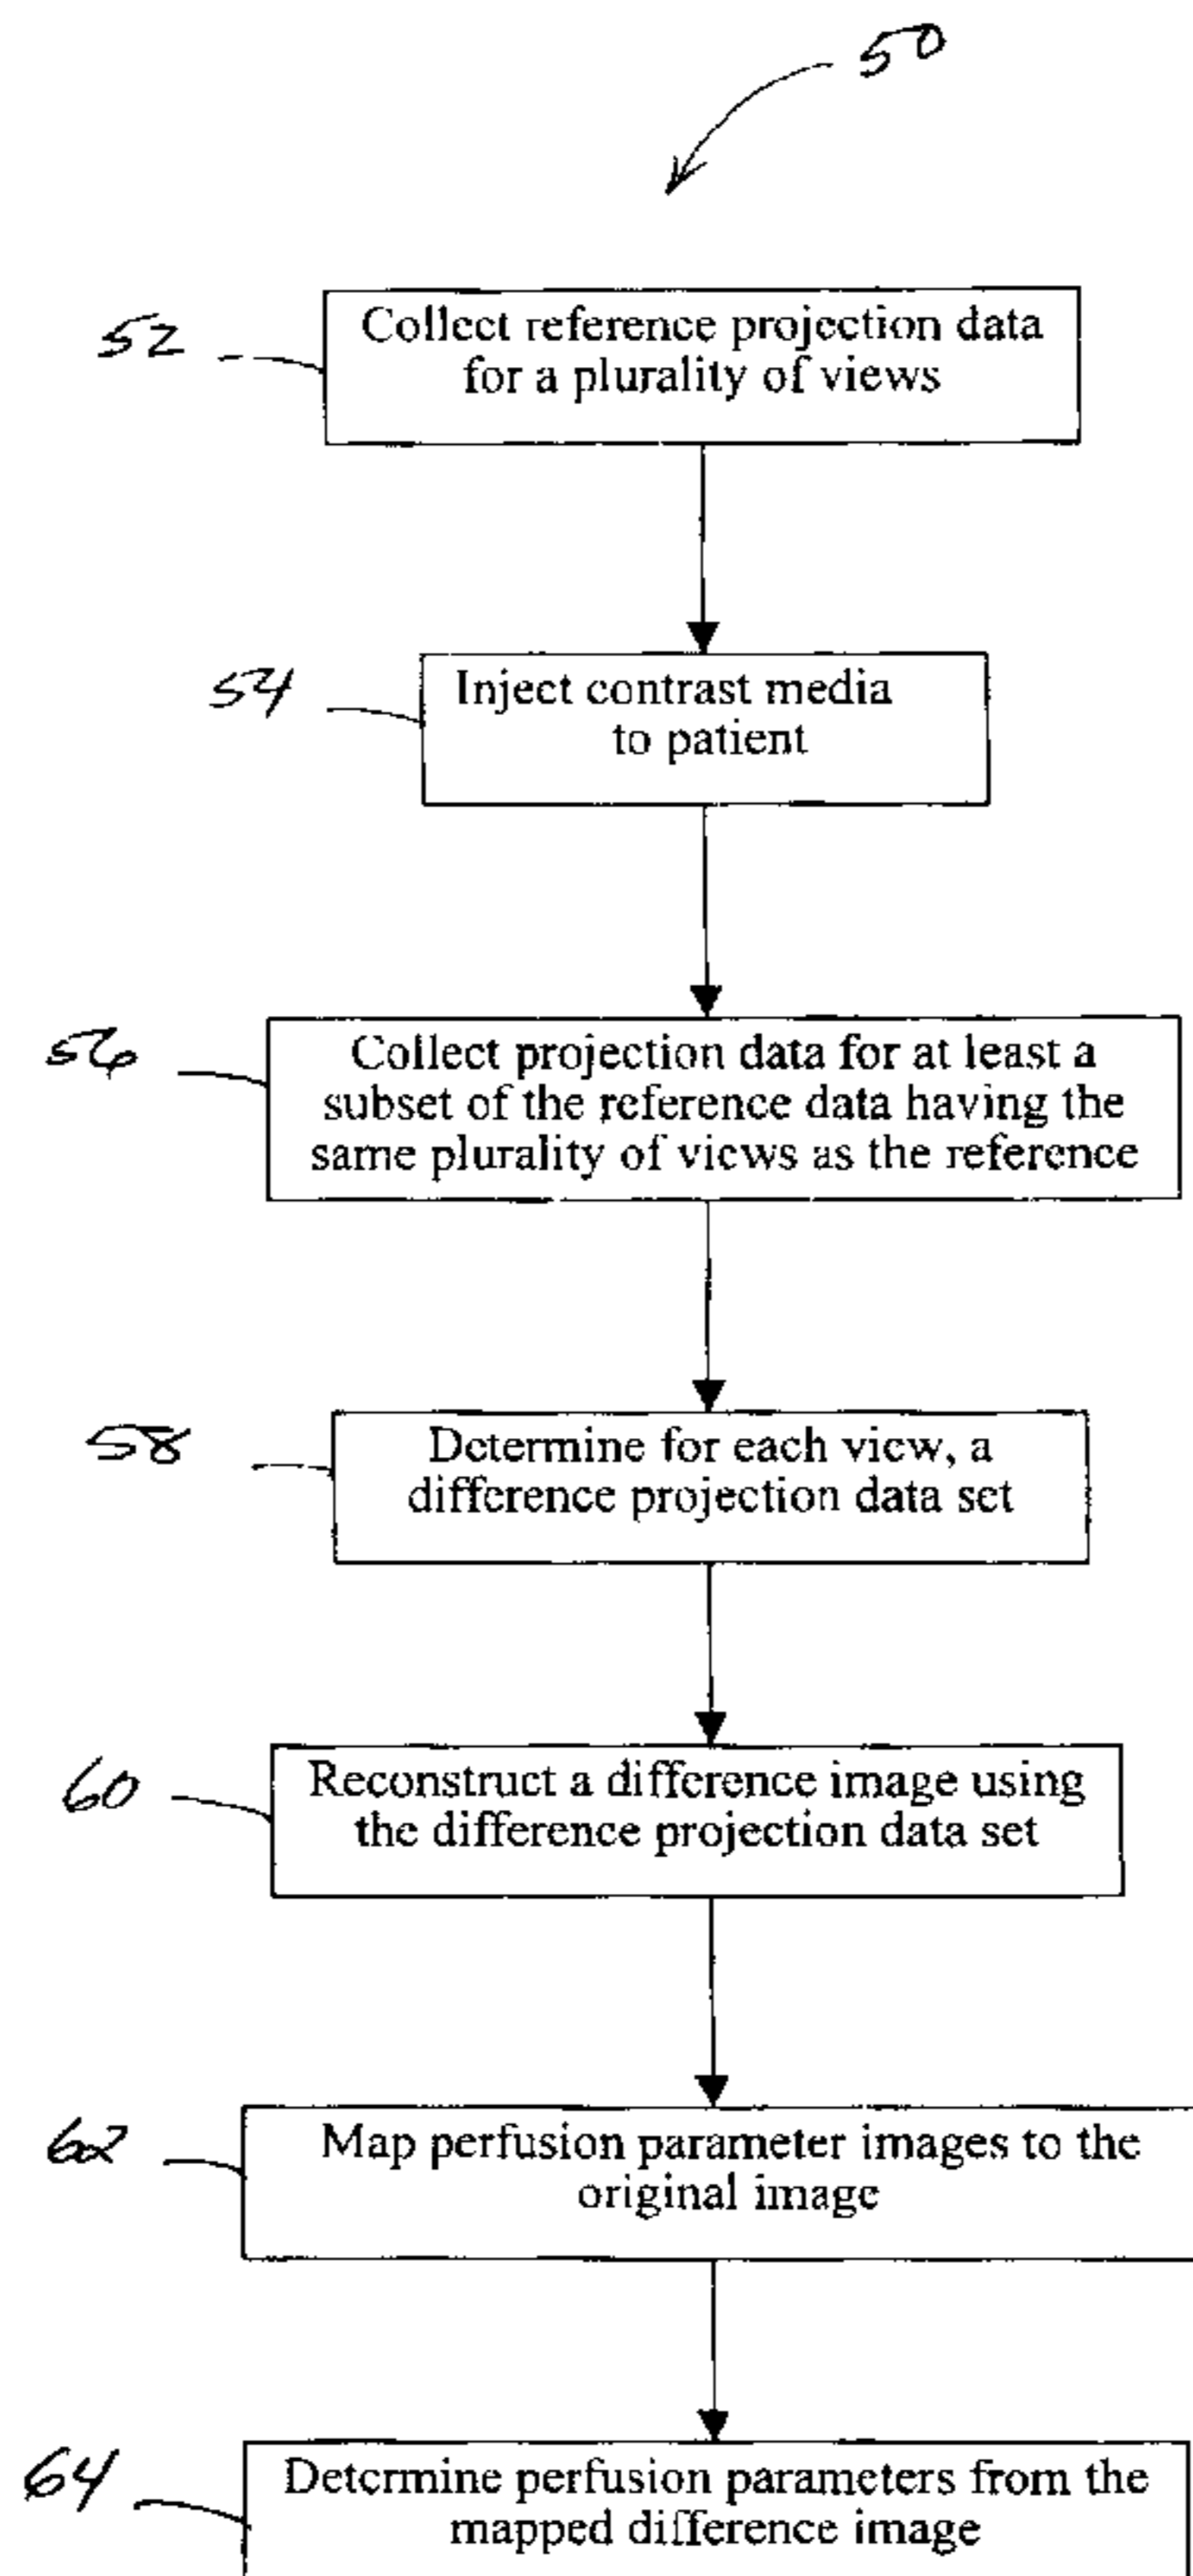 50
52
Collect reference projection data
for a plurality of views
54
Inject contrast media
to patient
56
Collect projection data for at least a
subset of the reference data having the
same plurality of views as the reference
58
Determine for each view, a
difference projection data set
60
Reconstruct a difference image using
the difference projection data set
62
Map perfusion parameter images to the
original image
64
Determine perfusion parameters from the
mapped difference image